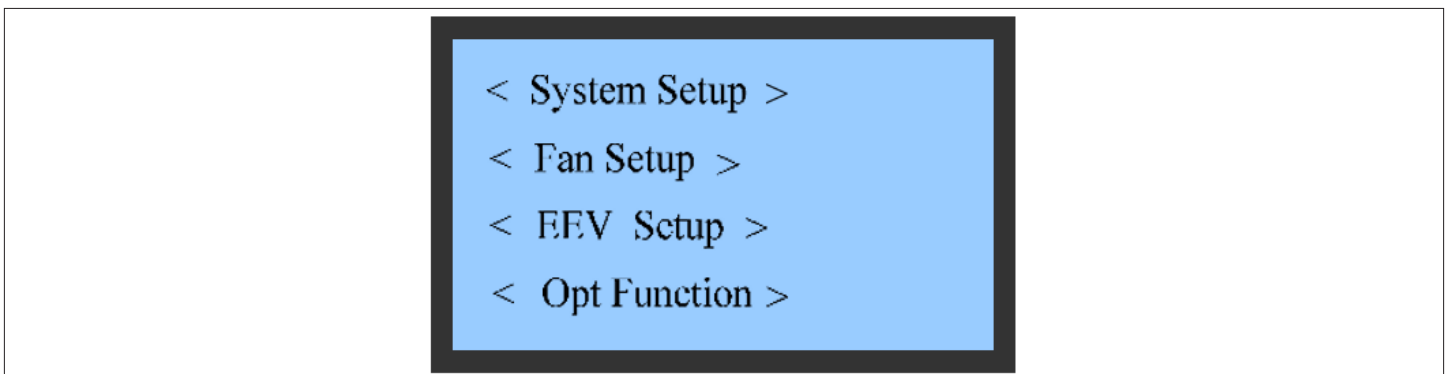 < System Setup >
< Fan Setup >
< EEV Setup >
< Opt Function >